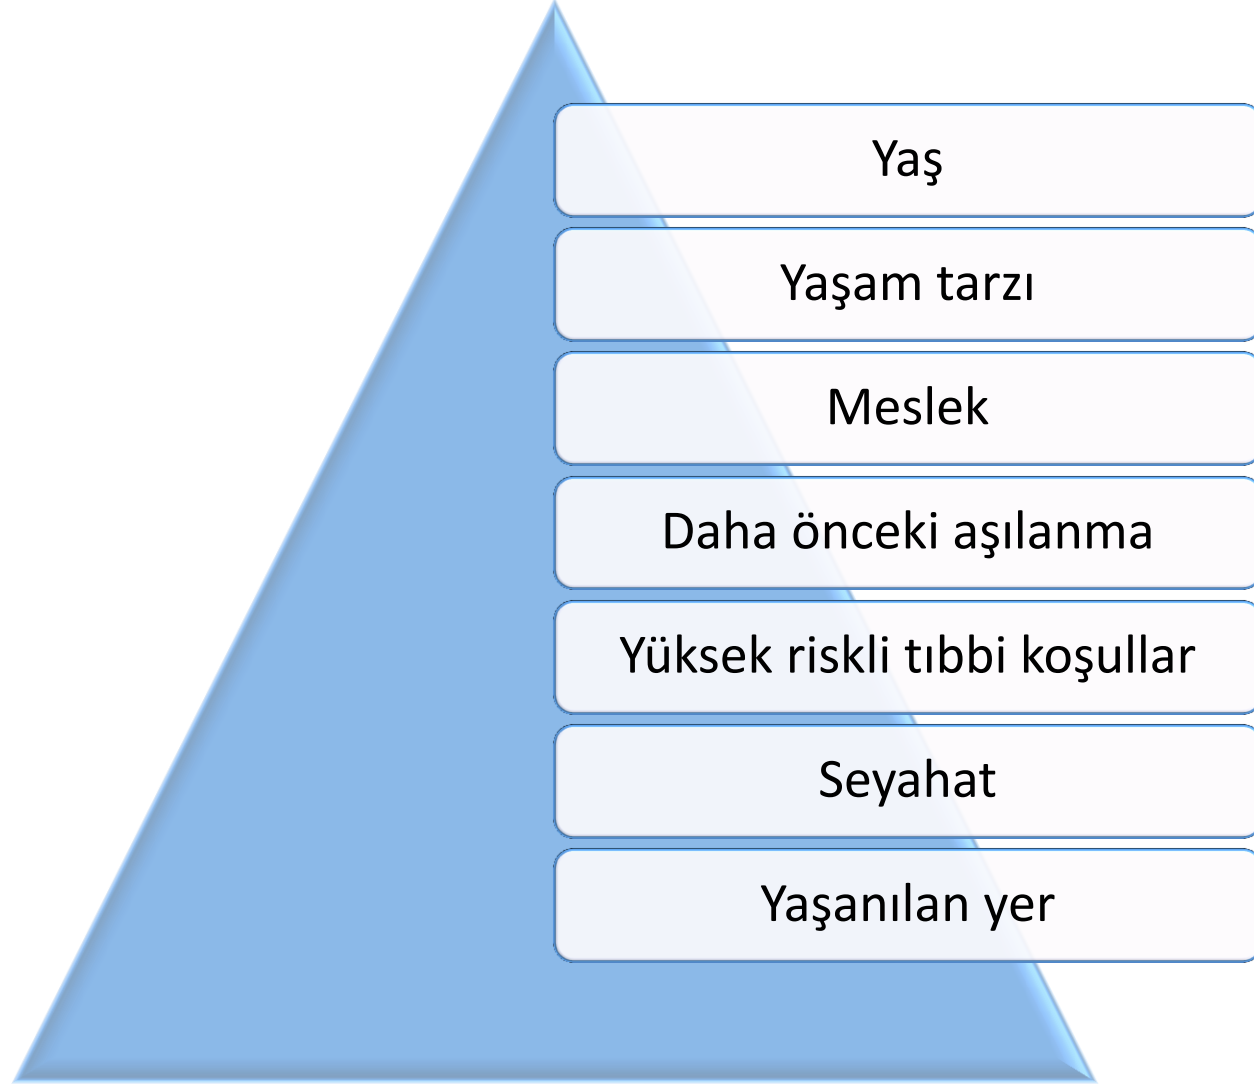 Yaş
Yaşam tarzı
Meslek
Daha önceki aşılanma
Yüksek riskli tıbbi koşullar
Seyahat
Yaşanılan yer